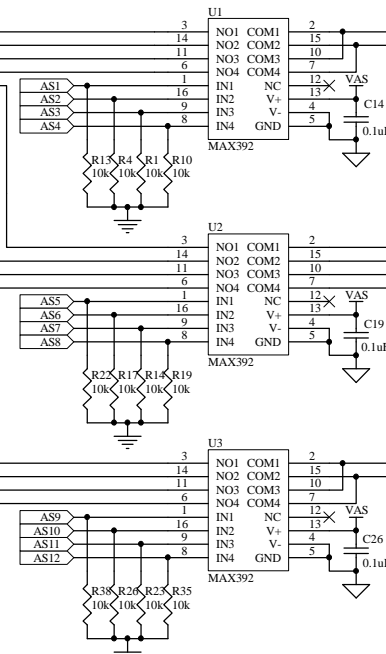 U1
3 NO1 COM1 2
14 NO2 COM2 15
11 NO3 COM3 10
6 NO4 COM4 7
AS1 1 IN1 NC 12 VAS
AS2 16 IN2 V+ 13
AS3 9 IN3 V- 4 C14
AS4 8 IN4 GND 5 0.1uF
MAX392
R13 R4 R1 R10
10k 10k 10k 10k
U2
3 NO1 COM1 2
14 NO2 COM2 15
11 NO3 COM3 10
6 NO4 COM4 7
AS5 1 IN1 NC 12 VAS
AS6 16 IN2 V+ 13
AS7 9 IN3 V- 4 C19
AS8 8 IN4 GND 5 0.1uF
MAX392
R22 R17 R14 R19
10k 10k 10k 10k
U3
3 NO1 COM1 2
14 NO2 COM2 15
11 NO3 COM3 10
6 NO4 COM4 7
AS9 1 IN1 NC 12 VAS
AS10 16 IN2 V+ 13
AS11 9 IN3 V- 4 C26
AS12 8 IN4 GND 5 0.1uF
MAX392
R38 R26 R23 R35
10k 10k 10k 10k